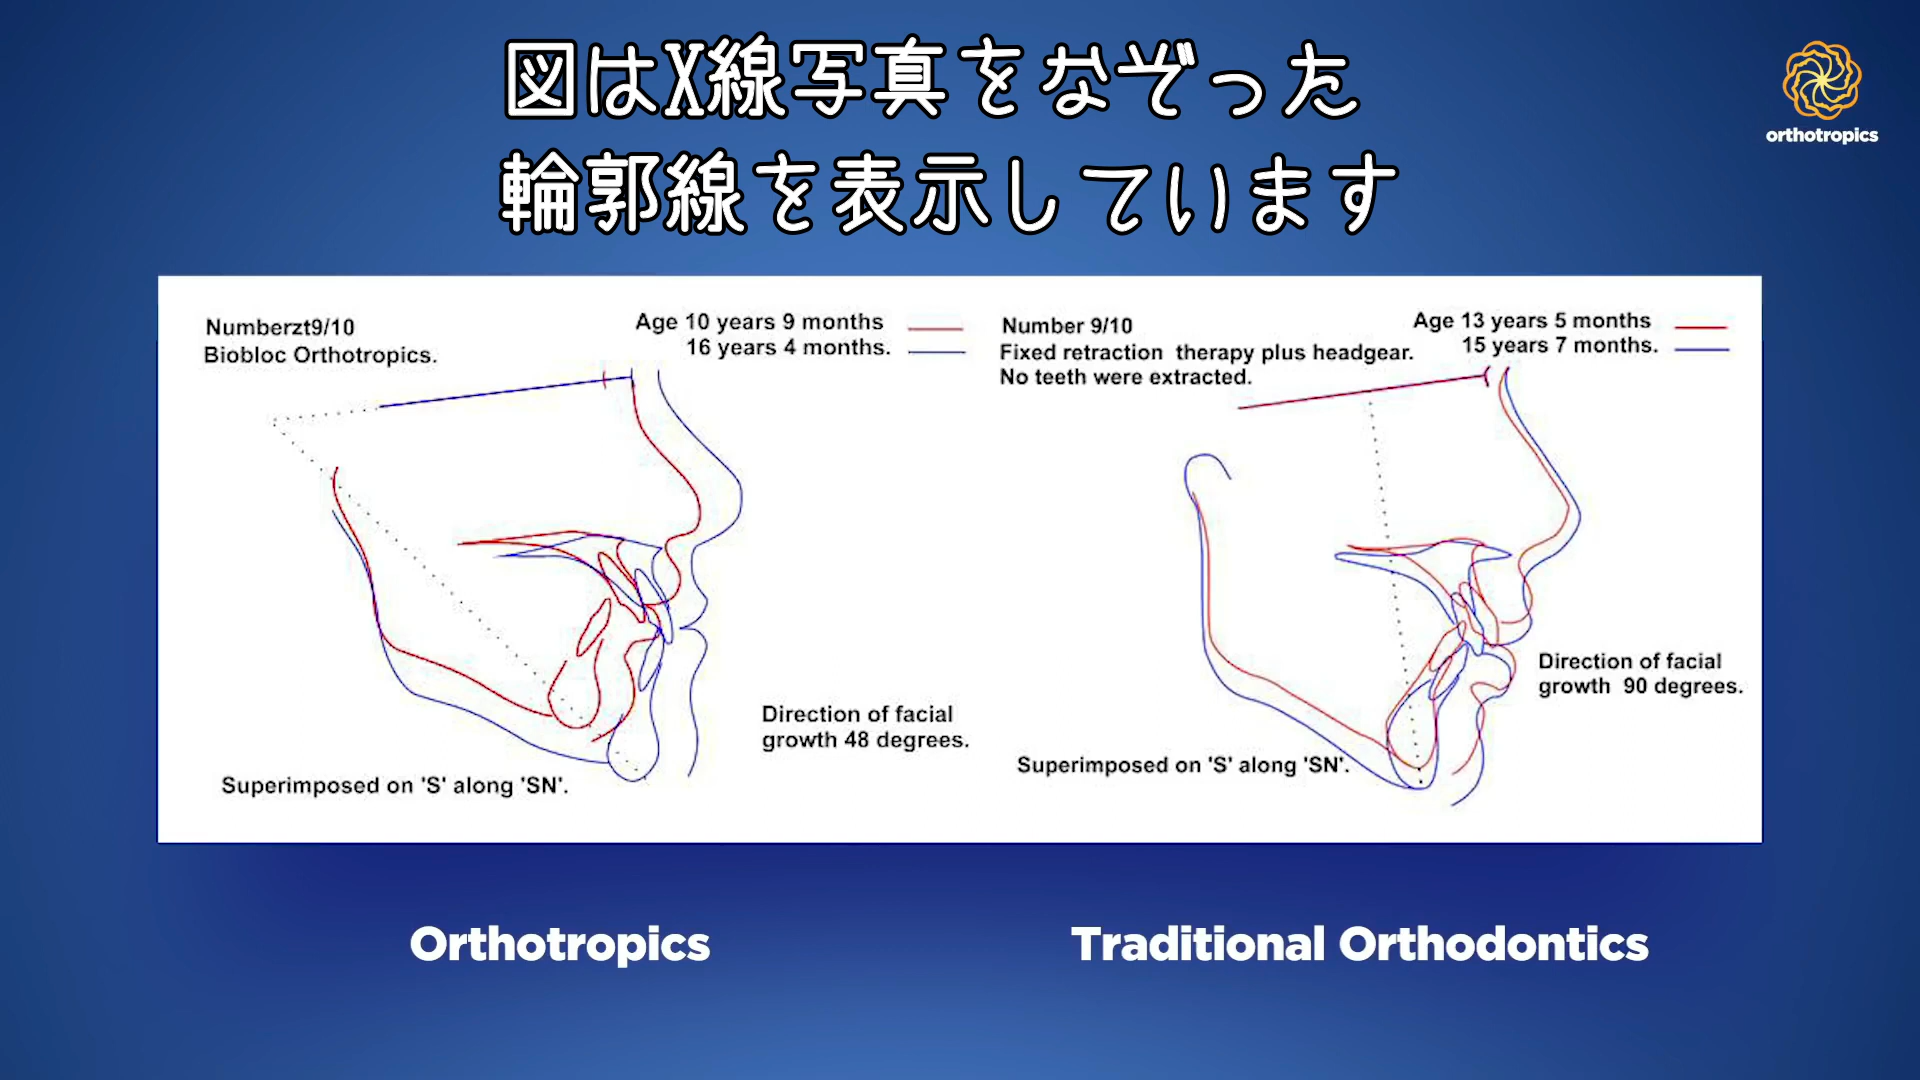 図はX線写真をなぞった
輪郭線を表示しています
orthotropics
Numberzt9/10
Biobloc Orthotropics.
Age 10 years 9 months
16 years 4 months.
Direction of facial
growth 48 degrees.
Superimposed on 'S' along 'SN'.
Number 9/10
Fixed retraction therapy plus headgear.
No teeth were extracted.
Age 13 years 5 months
15 years 7 months.
Direction of facial
growth 90 degrees.
Superimposed on 'S' along 'SN'.
Orthotropics
Traditional Orthodontics